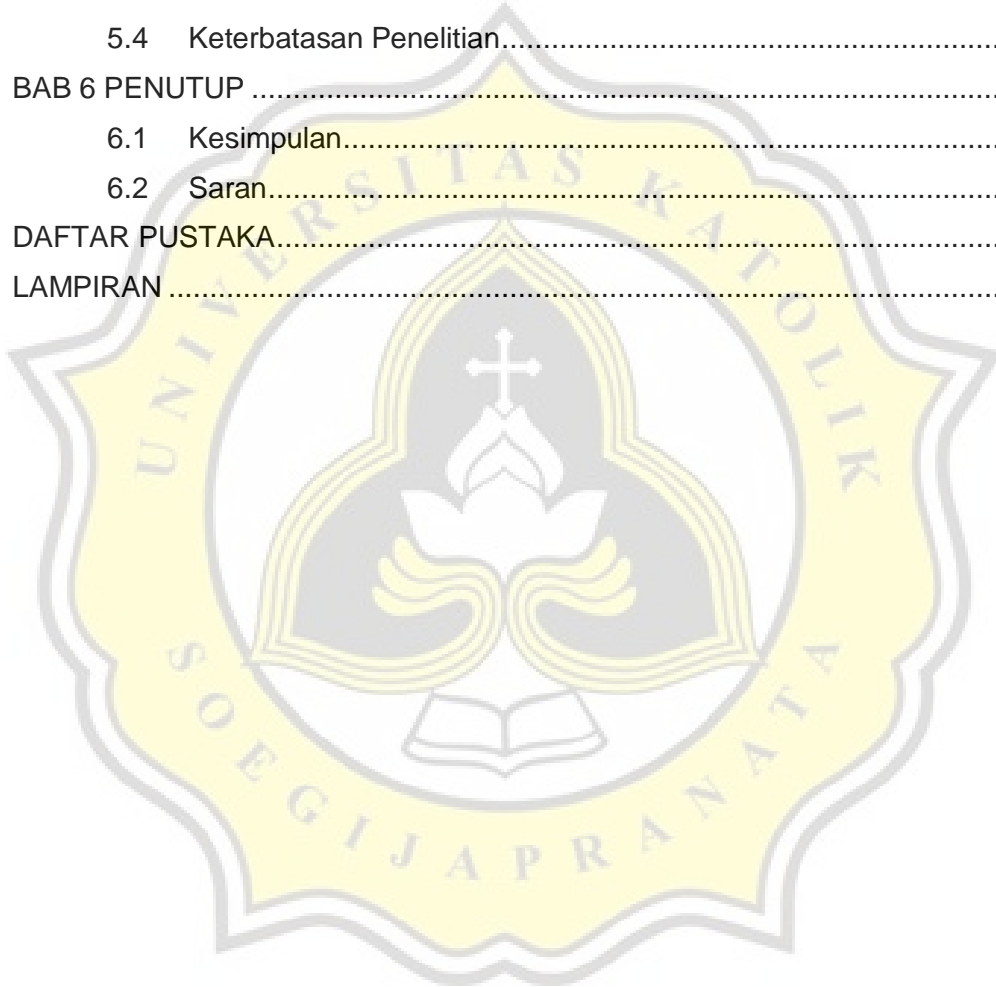 5.4 Keterbatasan Penelitian..........................................................................................
BAB 6 PENUTUP ..........................................................................................
6.1 Kesimpulan..........................................................................................
6.2 Saran..........................................................................................
DAFTAR PUSTAKA..........................................................................................
LAMPIRAN ..........................................................................................
UNIVERSITAS KATOLIK
SOEGIJAPRANATA